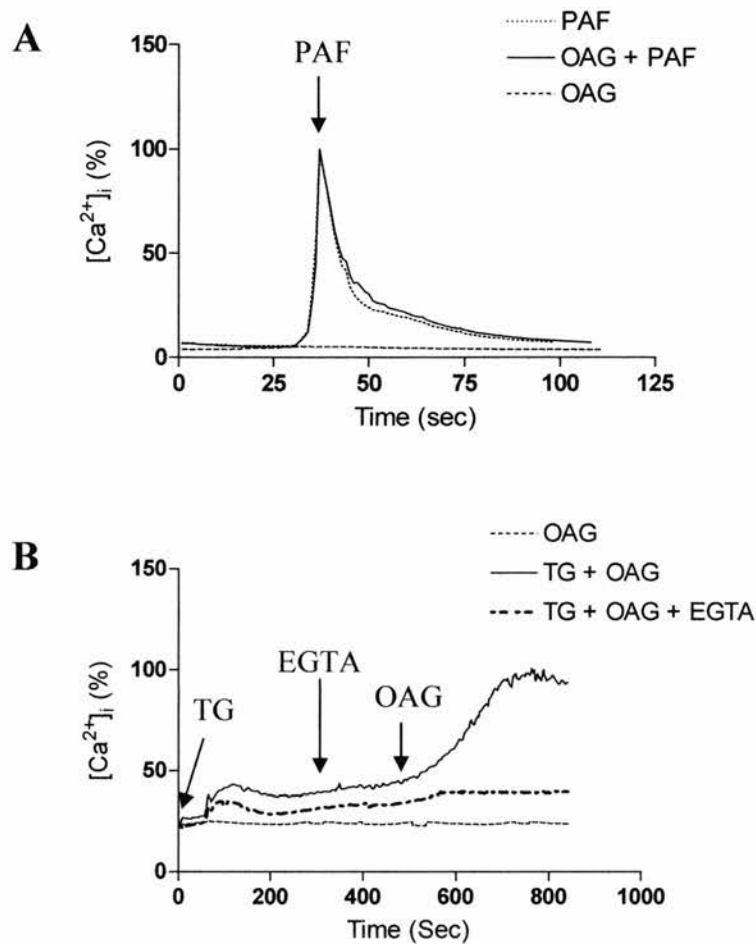 A
PAF
OAG + PAF
OAG
PAF
150
100
50
0
[Ca²⁺]ᵢ (%)
0 25 50 75 100 125
Time (sec)
B
OAG
TG + OAG
TG + OAG + EGTA
TG
EGTA
OAG
150
100
50
0
[Ca²⁺]ᵢ (%)
0 200 400 600 800 1000
Time (Sec)